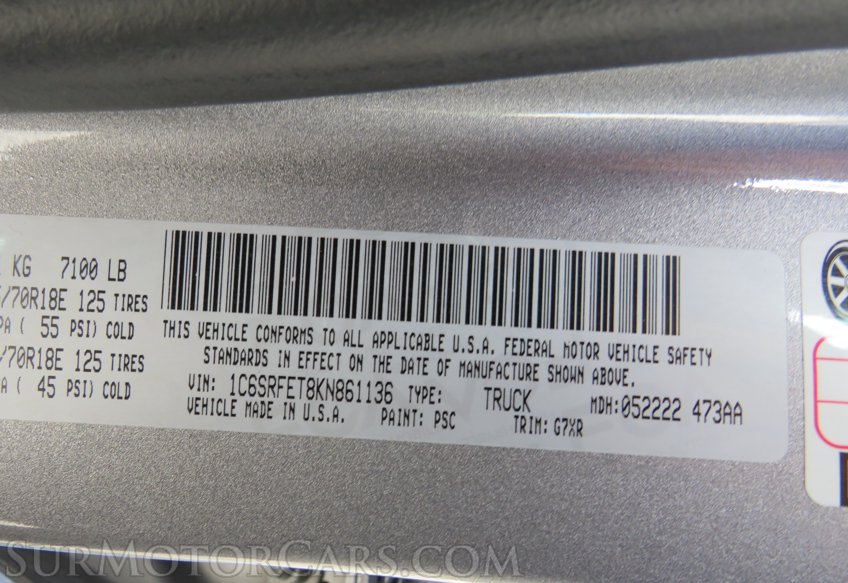 KG 7100 LB
/70R18E 125 TIRES
PA ( 55 PSI) COLD
/70R18E 125 TIRES
PA ( 45 PSI) COLD
THIS VEHICLE CONFORMS TO ALL APPLICABLE U.S.A. FEDERAL MOTOR VEHICLE SAFETY
STANDARDS IN EFFECT ON THE DATE OF MANUFACTURE SHOWN ABOVE.
VIN: 1C6SRFET8KN861136 TYPE: TRUCK MDH:052222 473AA
VEHICLE MADE IN U.S.A. PAINT: PSC TRIM: G7XR
SURMOTORCARS.COM